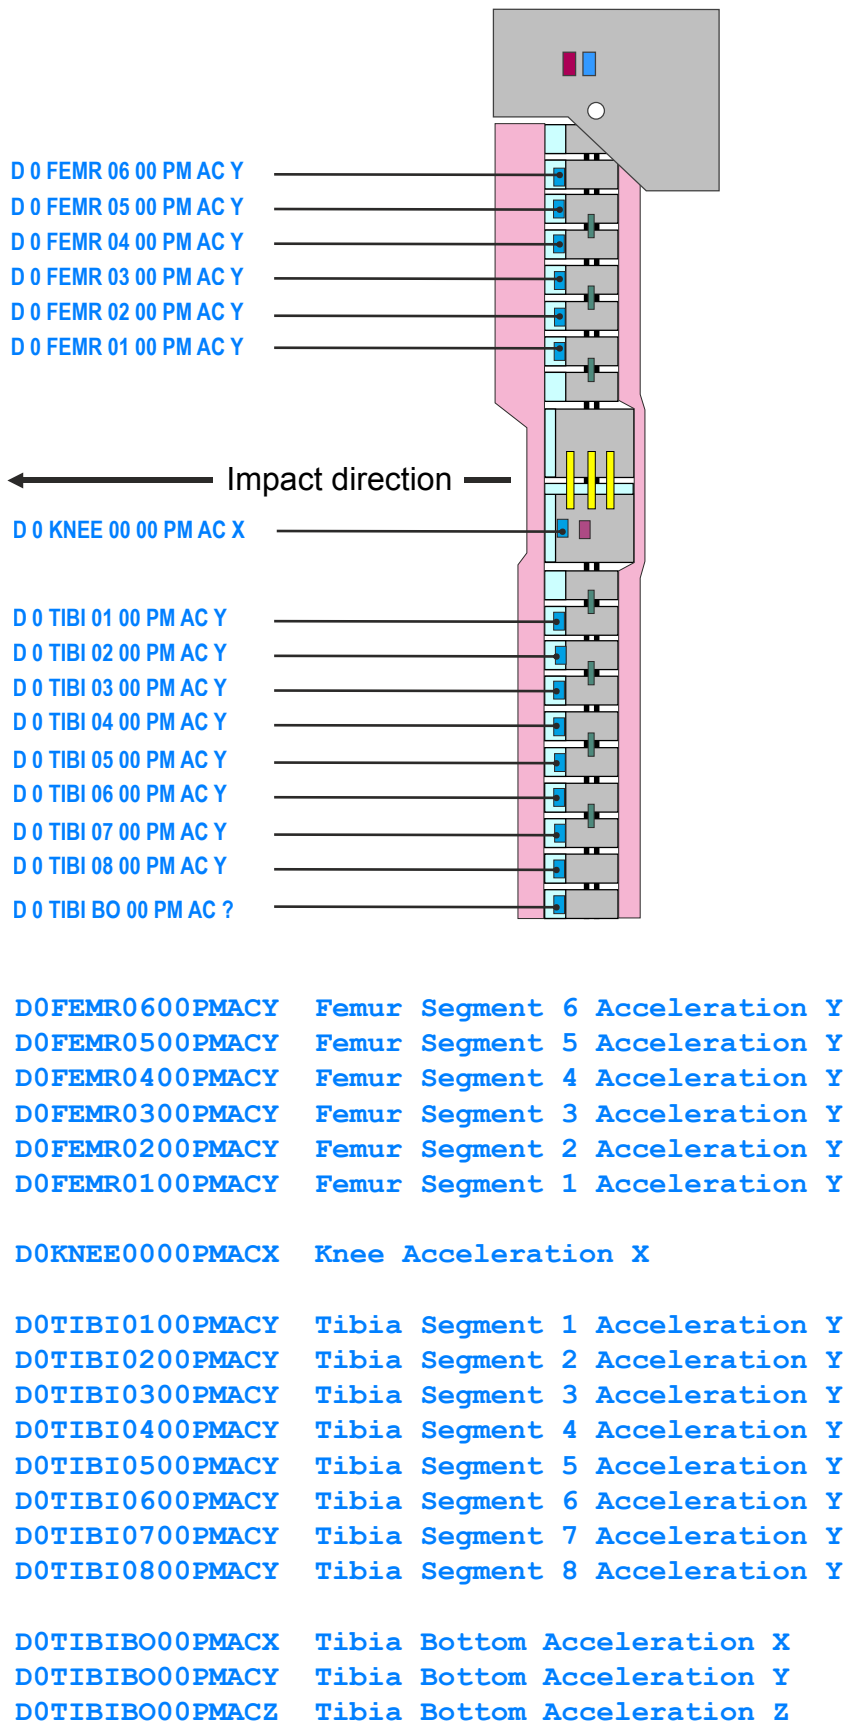 D 0 FEMR 06 00 PM AC Y
D 0 FEMR 05 00 PM AC Y
D 0 FEMR 04 00 PM AC Y
D 0 FEMR 03 00 PM AC Y
D 0 FEMR 02 00 PM AC Y
D 0 FEMR 01 00 PM AC Y
Impact direction
D 0 KNEE 00 00 PM AC X
D 0 TIBI 01 00 PM AC Y
D 0 TIBI 02 00 PM AC Y
D 0 TIBI 03 00 PM AC Y
D 0 TIBI 04 00 PM AC Y
D 0 TIBI 05 00 PM AC Y
D 0 TIBI 06 00 PM AC Y
D 0 TIBI 07 00 PM AC Y
D 0 TIBI 08 00 PM AC Y
D 0 TIBI BO 00 PM AC ?
D0FEMR0600PMACY Femur Segment 6 Acceleration Y
D0FEMR0500PMACY Femur Segment 5 Acceleration Y
D0FEMR0400PMACY Femur Segment 4 Acceleration Y
D0FEMR0300PMACY Femur Segment 3 Acceleration Y
D0FEMR0200PMACY Femur Segment 2 Acceleration Y
D0FEMR0100PMACY Femur Segment 1 Acceleration Y
D0KNEE0000PMACX Knee Acceleration X
D0TIBI0100PMACY Tibia Segment 1 Acceleration Y
D0TIBI0200PMACY Tibia Segment 2 Acceleration Y
D0TIBI0300PMACY Tibia Segment 3 Acceleration Y
D0TIBI0400PMACY Tibia Segment 4 Acceleration Y
D0TIBI0500PMACY Tibia Segment 5 Acceleration Y
D0TIBI0600PMACY Tibia Segment 6 Acceleration Y
D0TIBI0700PMACY Tibia Segment 7 Acceleration Y
D0TIBI0800PMACY Tibia Segment 8 Acceleration Y
D0TIBIBO00PMACX Tibia Bottom Acceleration X
D0TIBIBO00PMACY Tibia Bottom Acceleration Y
D0TIBIBO00PMACZ Tibia Bottom Acceleration Z